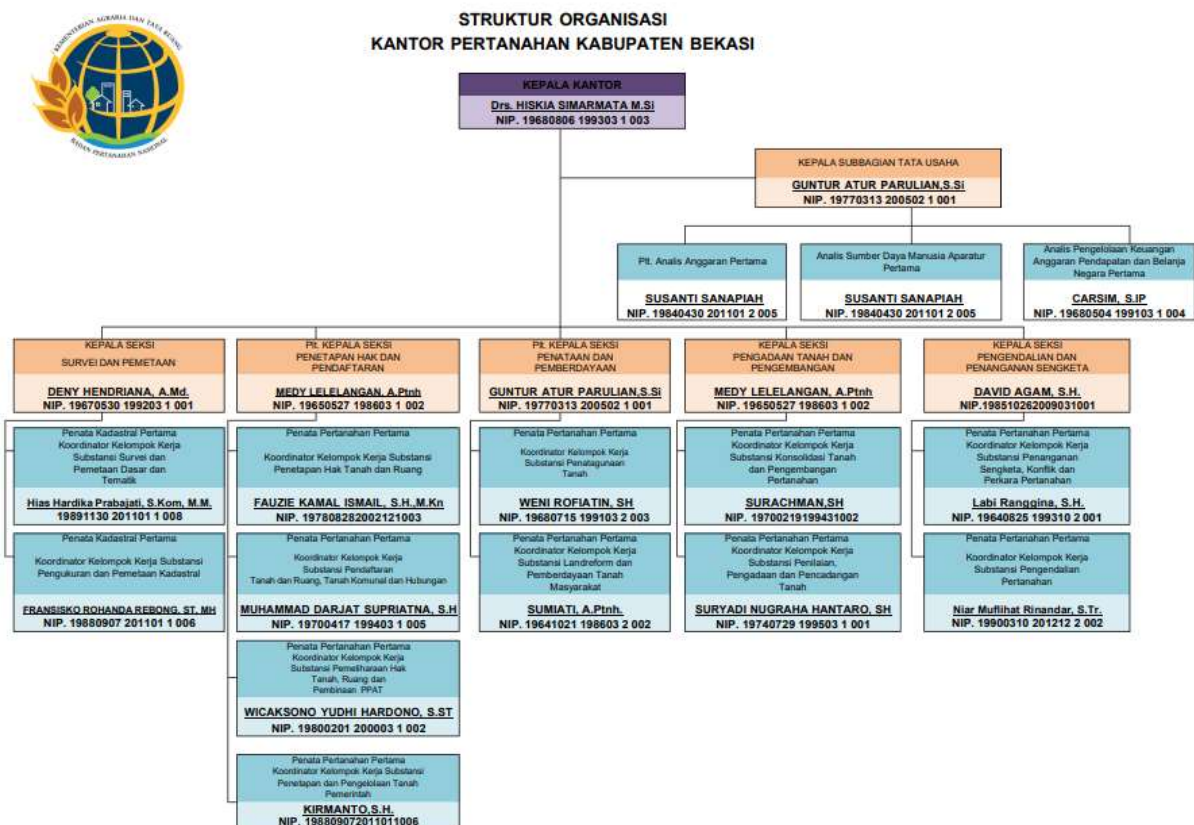 KEMENTERIAN AGRARIA DAN TATA RUANG
BADAN PERTANAHAN NASIONAL
STRUKTUR ORGANISASI
KANTOR PERTANAHAN KABUPATEN BEKASI
KEPALA KANTOR
Drs. HISKIA SIMARMATA M.Si
NIP. 19680806 199303 1 003
KEPALA SUBBAGIAN TATA USAHA
GUNTUR ATUR PARULIAN,S.Si
NIP. 19770313 200502 1 001
Plt. Analis Anggaran Pertama
SUSANTI SANAPIAH
NIP. 19840430 201101 2 005
Analis Sumber Daya Manusia Aparatur
Pertama
SUSANTI SANAPIAH
NIP. 19840430 201101 2 005
Analis Pengelolaan Keuangan
Anggaran Pendapatan dan Belanja
Negara Pertama
CARSIM, S.IP
NIP. 19680504 199103 1 004
KEPALA SEKSI
SURVEI DAN PEMETAAN
DENY HENDRIANA, A.Md.
NIP. 19670530 199203 1 001
Penata Kadastral Pertama
Koordinator Kelompok Kerja
Substansi Survei dan
Pemetaan Dasar dan
Tematik
Hias Hardika Prabajati, S.Kom, M.M.
19891130 201101 1 008
Penata Kadastral Pertama
Koordinator Kelompok Kerja Substansi
Pengukuran dan Pemetaan Kadastral
FRANSISKO ROHANDA REBONG, ST, MH
NIP. 19880907 201101 1 006
Plt. KEPALA SEKSI
PENETAPAN HAK DAN
PENDAFTARAN
MEDY LELELANGAN, A.Ptnh
NIP. 19650527 198603 1 002
Penata Pertanahan Pertama
Koordinator Kelompok Kerja Substansi
Penetapan Hak Tanah dan Ruang
FAUZIE KAMAL ISMAIL, S.H.,M.Kn
NIP. 197808282002121003
Penata Pertanahan Pertama
Koordinator Kelompok Kerja
Substansi Pendaftaran
Tanah dan Ruang, Tanah Komunal dan Hubungan
MUHAMMAD DARJAT SUPRIATNA, S.H
NIP. 19700417 199403 1 005
Penata Pertanahan Pertama
Koordinator Kelompok Kerja
Substansi Pemeliharaan Hak
Tanah, Ruang dan
Pembinaan PPAT
WICAKSONO YUDHI HARDONO, S.ST
NIP. 19800201 200003 1 002
Penata Pertanahan Pertama
Koordinator Kelompok Kerja Substansi
Penetapan dan Pengelolaan Tanah
Pemerintah
KIRMANTO,S.H.
NIP. 198809072011011006
Plt. KEPALA SEKSI
PENATAAN DAN
PEMBERDAYAAN
GUNTUR ATUR PARULIAN,S.Si
NIP. 19770313 200502 1 001
Penata Pertanahan Pertama
Koordinator Kelompok Kerja
Substansi Penatagunaan
Tanah
WENI ROFIATIN, SH
NIP. 19680715 199103 2 003
Penata Pertanahan Pertama
Koordinator Kelompok Kerja
Substansi Landreform dan
Pemberdayaan Tanah
Masyarakat
SUMIATI, A.Ptnh.
NIP. 19641021 198603 2 002
KEPALA SEKSI
PENGADAAN TANAH DAN
PENGEMBANGAN
MEDY LELELANGAN, A.Ptnh
NIP. 19650527 198603 1 002
Penata Pertanahan Pertama
Koordinator Kelompok Kerja
Substansi Konsolidasi Tanah
dan Pengembangan
Pertanahan
SURACHMAN,SH
NIP. 19700219199431002
Penata Pertanahan Pertama
Koordinator Kelompok Kerja
Substansi Penilaian,
Pengadaan dan Pencadangan
Tanah
SURYADI NUGRAHA HANTARO, SH
NIP. 19740729 199503 1 001
KEPALA SEKSI
PENGENDALIAN DAN
PENANGANAN SENGKETA
DAVID AGAM, S.H.
NIP.198510262009031001
Penata Pertanahan Pertama
Koordinator Kelompok Kerja
Substansi Penanganan
Sengketa, Konflik dan
Perkara Pertanahan
Labi Ranggina, S.H.
NIP. 19640825 199310 2 001
Penata Pertanahan Pertama
Koordinator Kelompok Kerja
Substansi Pengendalian
Pertanahan
Niar Muflihat Rinandar, S.Tr.
NIP. 19900310 201212 2 002